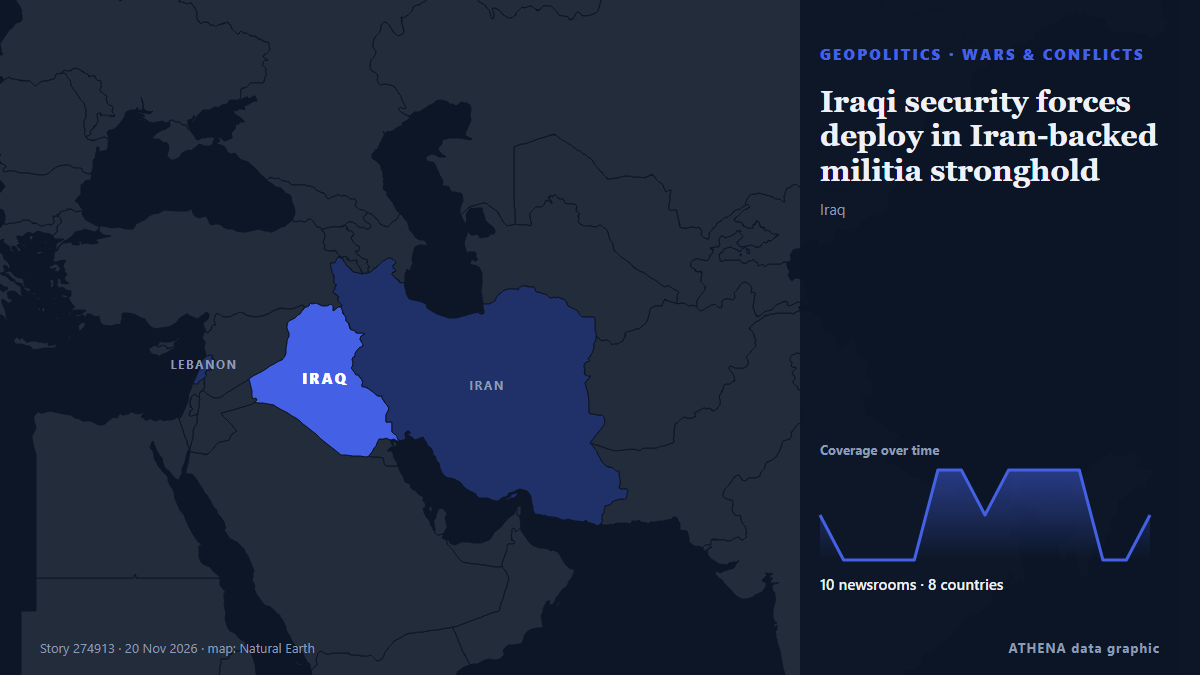 GEOPOLITICS · WARS & CONFLICTS
Iraqi security forces
deploy in Iran-backed
militia stronghold
Iraq
LEBANON
IRAQ
IRAN
Coverage over time
10 newsrooms · 8 countries
Story 274913 · 20 Nov 2026 · map: Natural Earth
ATHENA data graphic